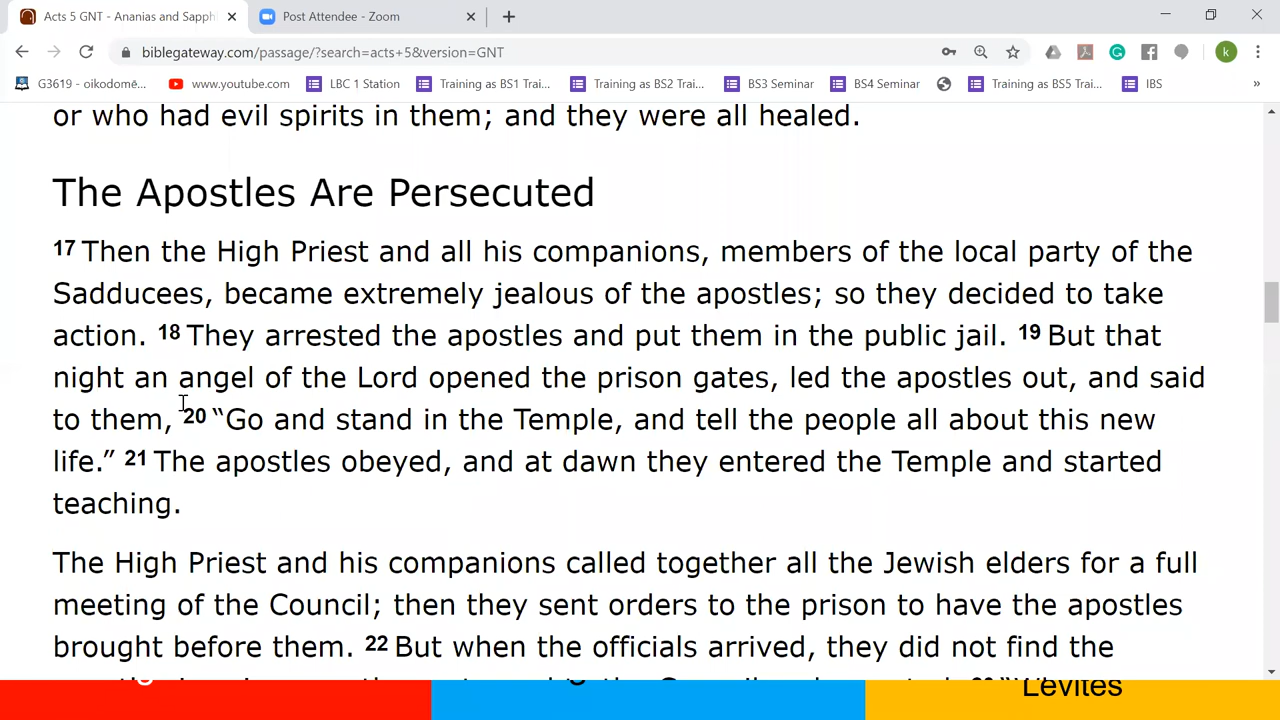 Acts 5 GNT - Ananias and Sapph
Post Attendee - Zoom
biblegateway.com/passage/?search=acts+5&version=GNT
k
G3619 - oikodomē...
www.youtube.com
LBC 1 Station
Training as BS1 Trai...
Training as BS2 Trai...
BS3 Seminar
BS4 Seminar
Training as BS5 Trai...
IBS
»
or who had evil spirits in them; and they were all healed.
The Apostles Are Persecuted
17 Then the High Priest and all his companions, members of the local party of the
Sadducees, became extremely jealous of the apostles; so they decided to take
action. 18 They arrested the apostles and put them in the public jail. 19 But that
night an angel of the Lord opened the prison gates, led the apostles out, and said
to them, 20 “Go and stand in the Temple, and tell the people all about this new
life.” 21 The apostles obeyed, and at dawn they entered the Temple and started
teaching.
The High Priest and his companions called together all the Jewish elders for a full
meeting of the Council; then they sent orders to the prison to have the apostles
brought before them. 22 But when the officials arrived, they did not find the
Levites